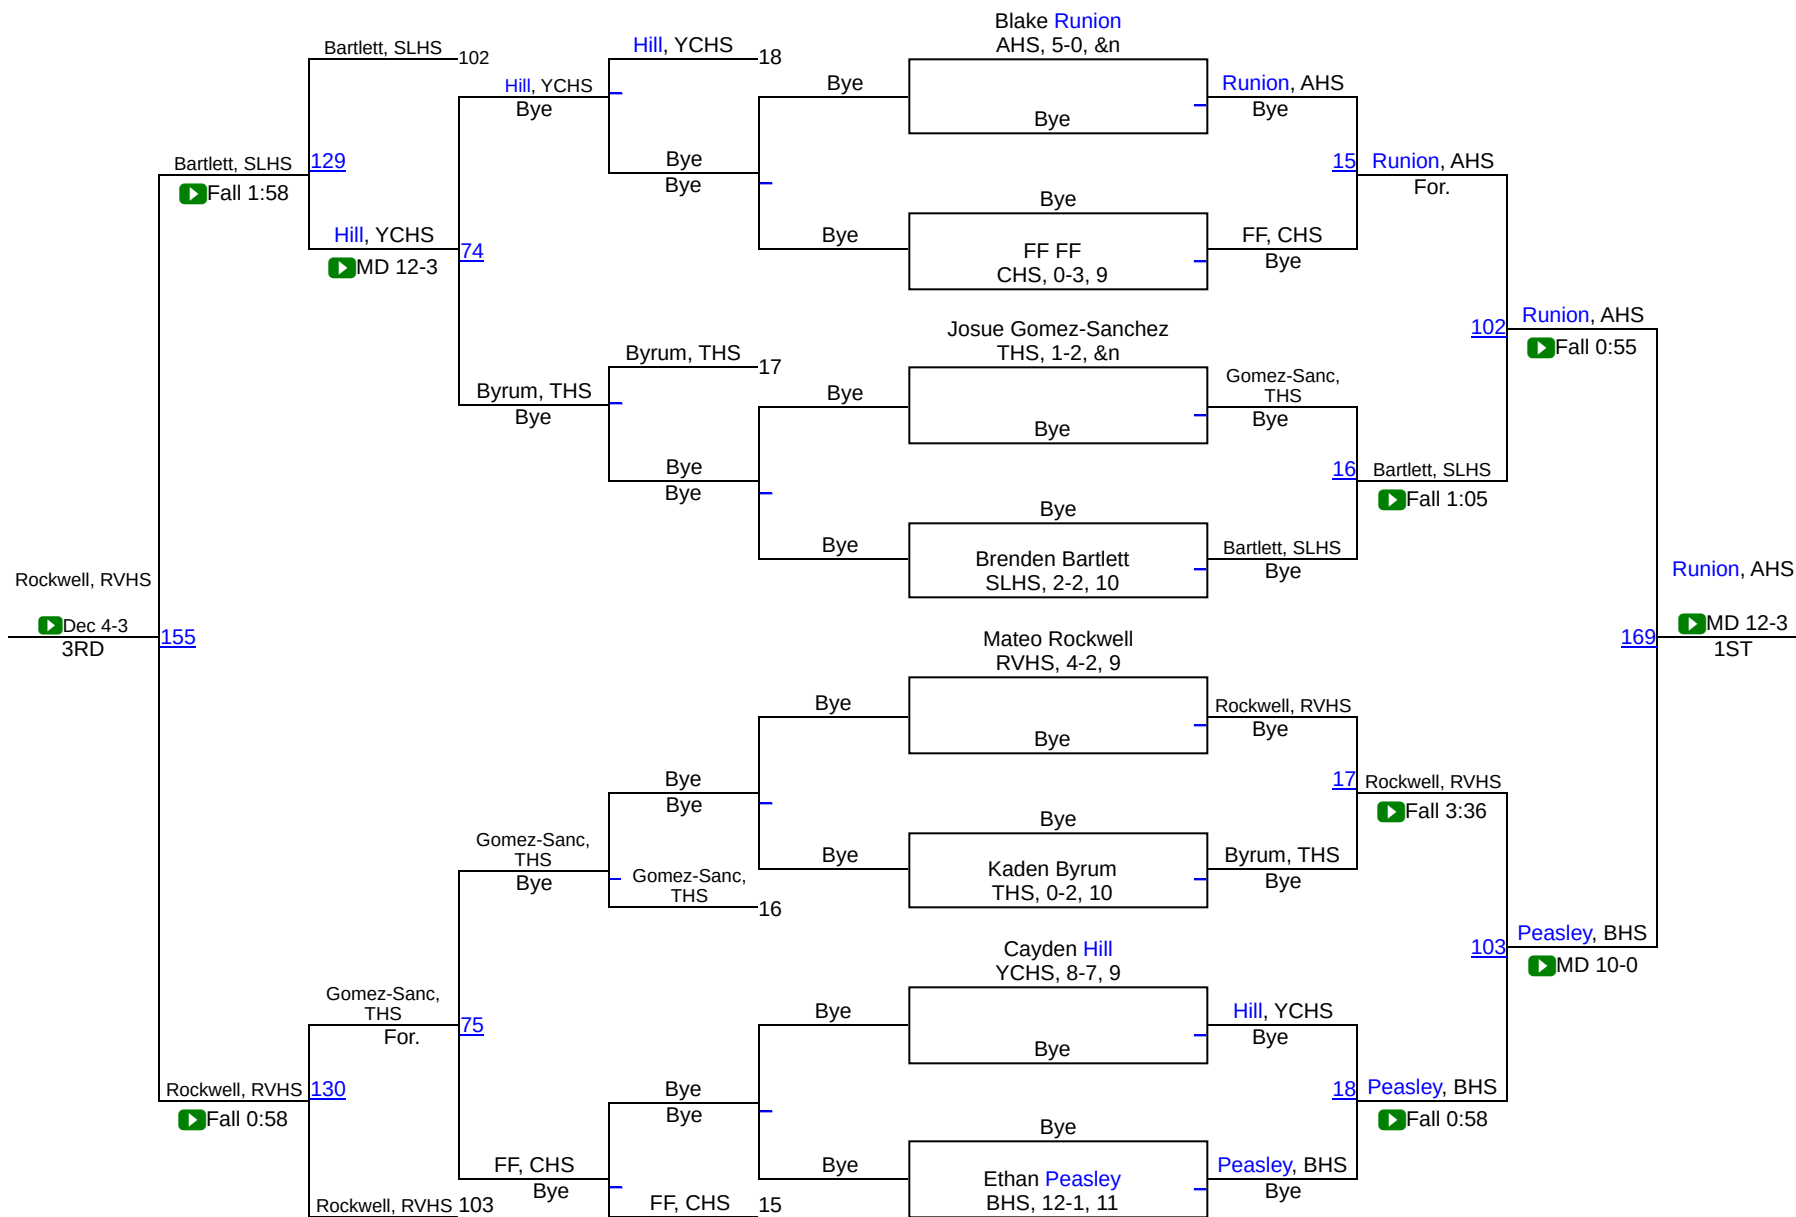 Blake Runion
AHS, 5-0, &n
Bartlett, SLHS
102
Hill, YCHS
18
Hill, YCHS
Bye
Bye
Bye
Runion, AHS
Bye
Bartlett, SLHS
129
Fall 1:58
Bye
Bye
15
Runion, AHS
For.
Hill, YCHS
74
MD 12-3
Bye
Bye
FF FF
CHS, 0-3, 9
FF, CHS
Bye
Runion, AHS
102
Fall 0:55
Josue Gomez-Sanchez
THS, 1-2, &n
Byrum, THS
17
Byrum, THS
Bye
Bye
Bye
Gomez-Sanc,
THS
Bye
Bye
Bye
16
Bartlett, SLHS
Fall 1:05
Bye
Bye
Brenden Bartlett
SLHS, 2-2, 10
Bartlett, SLHS
Bye
Rockwell, RVHS
Dec 4-3
3RD
155
Runion, AHS
169
MD 12-3
1ST
Mateo Rockwell
RVHS, 4-2, 9
Bye
Bye
Rockwell, RVHS
Bye
Bye
Bye
17
Rockwell, RVHS
Fall 3:36
Gomez-Sanc,
THS
Bye
Gomez-Sanc,
THS
16
Bye
Bye
Kaden Byrum
THS, 0-2, 10
Byrum, THS
Bye
Peasley, BHS
103
MD 10-0
Cayden Hill
YCHS, 8-7, 9
Gomez-Sanc,
THS
For.
75
Bye
Bye
Hill, YCHS
Bye
Rockwell, RVHS
130
Fall 0:58
Bye
Bye
18
Peasley, BHS
Fall 0:58
FF, CHS
Bye
Bye
Bye
Ethan Peasley
BHS, 12-1, 11
Peasley, BHS
Bye
Rockwell, RVHS
103
FF, CHS
15